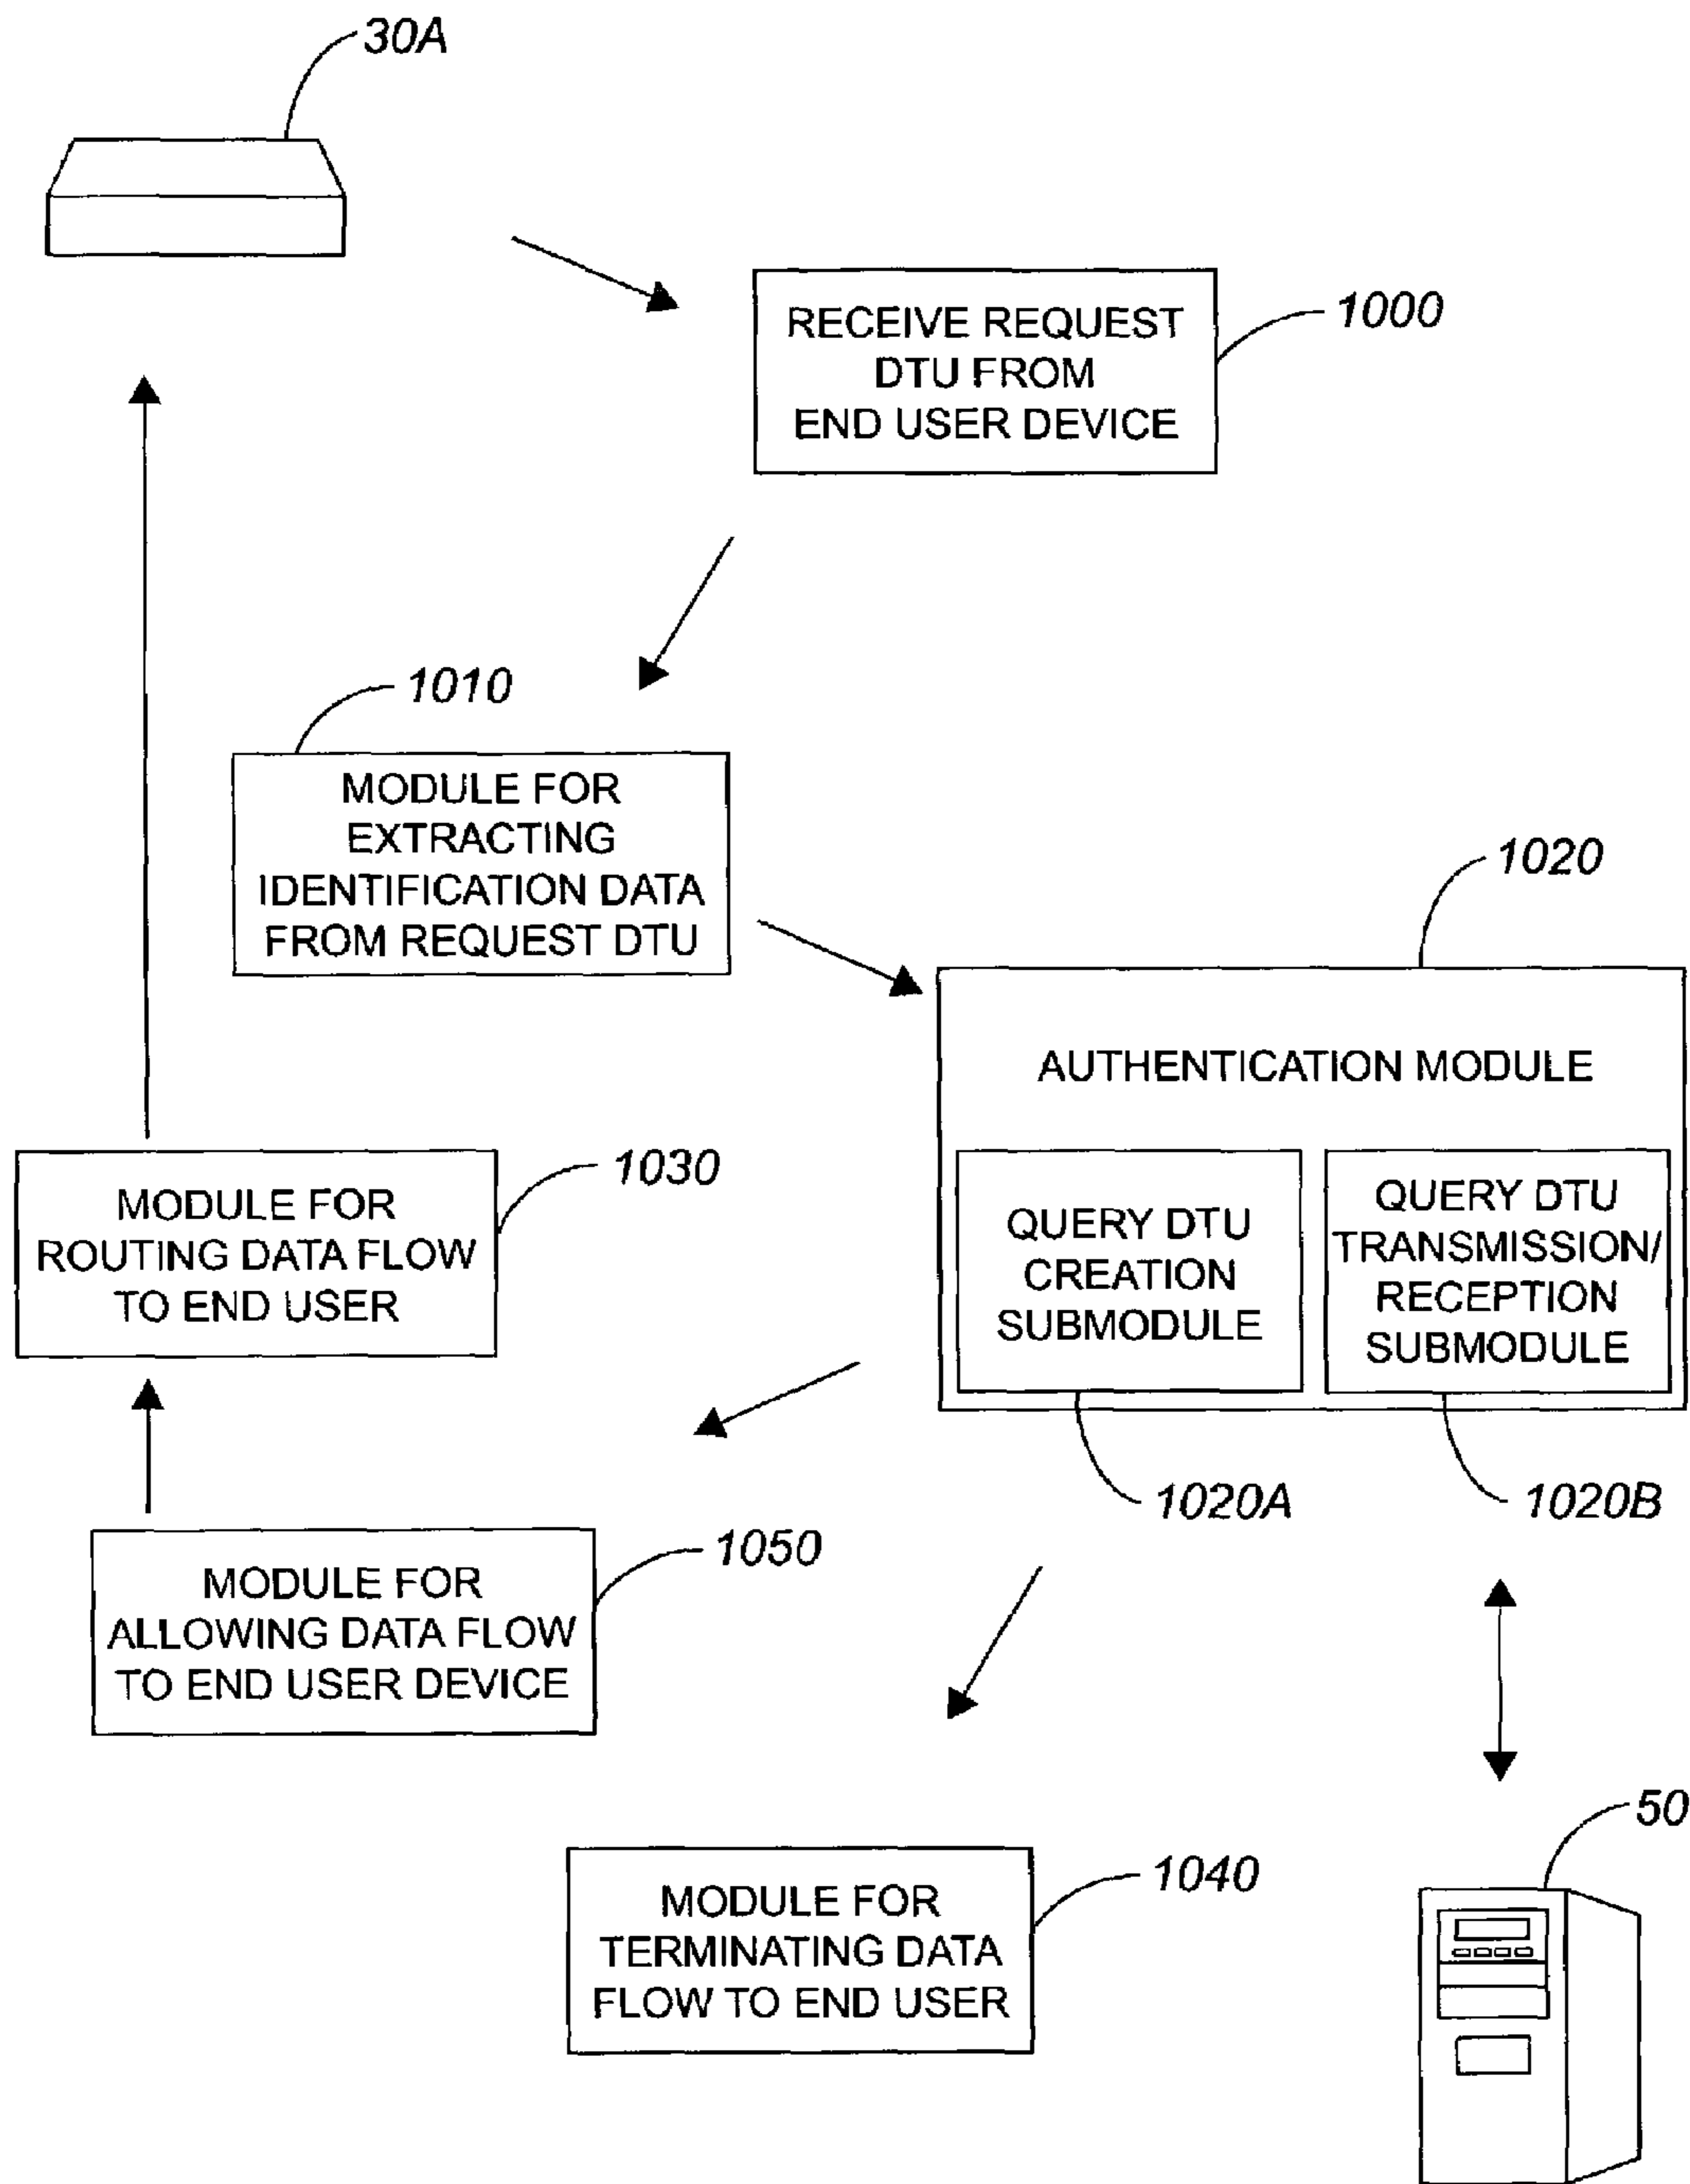 30A
RECEIVE REQUEST
DTU FROM
END USER DEVICE
1000
1010
MODULE FOR
EXTRACTING
IDENTIFICATION DATA
FROM REQUEST DTU
1020
AUTHENTICATION MODULE
QUERY DTU
CREATION
SUBMODULE
QUERY DTU
TRANSMISSION/
RECEPTION
SUBMODULE
1020A
1020B
1030
MODULE FOR
ROUTING DATA FLOW
TO END USER
1050
MODULE FOR
ALLOWING DATA FLOW
TO END USER DEVICE
1040
MODULE FOR
TERMINATING DATA
FLOW TO END USER
50